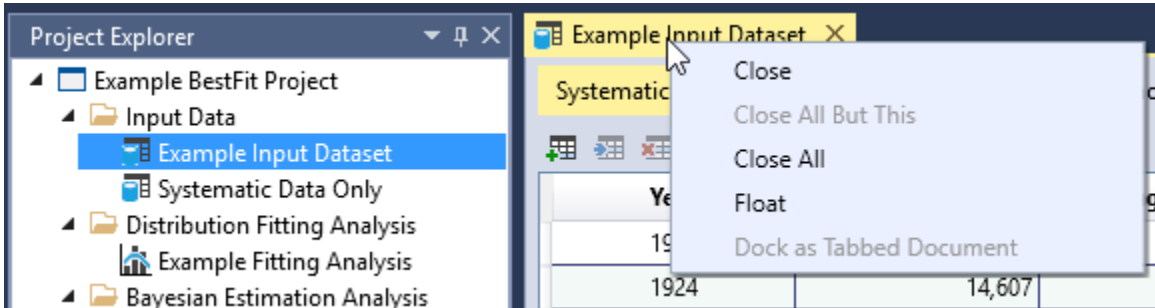 Project Explorer
Example BestFit Project
Input Data
Example Input Dataset
Systematic Data Only
Distribution Fitting Analysis
Example Fitting Analysis
Bayesian Estimation Analysis
Example Input Dataset
Systematic
Close
Close All But This
Close All
Float
Dock as Tabbed Document
1924 14,607